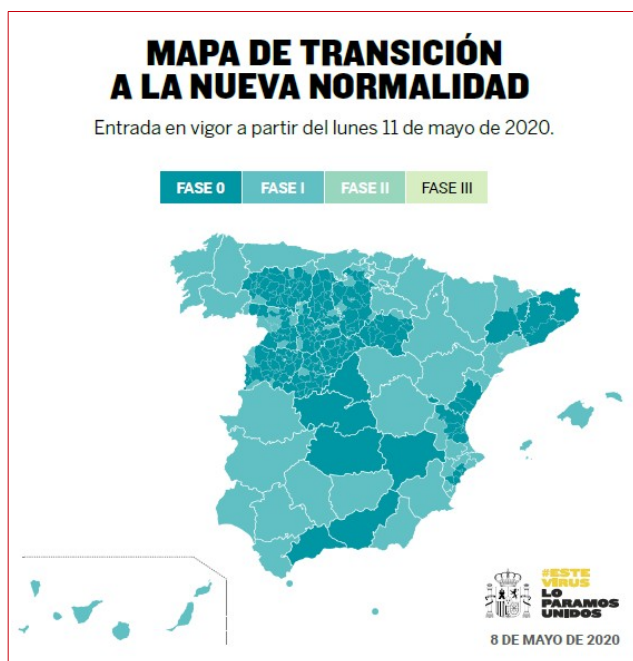 MAPA DE TRANSICIÓN
A LA NUEVA NORMALIDAD
Entrada en vigor a partir del lunes 11 de mayo de 2020.
FASE 0 FASE I FASE II FASE III
#ESTE
VIRUS
LO
PARAMOS
UNIDOS
8 DE MAYO DE 2020